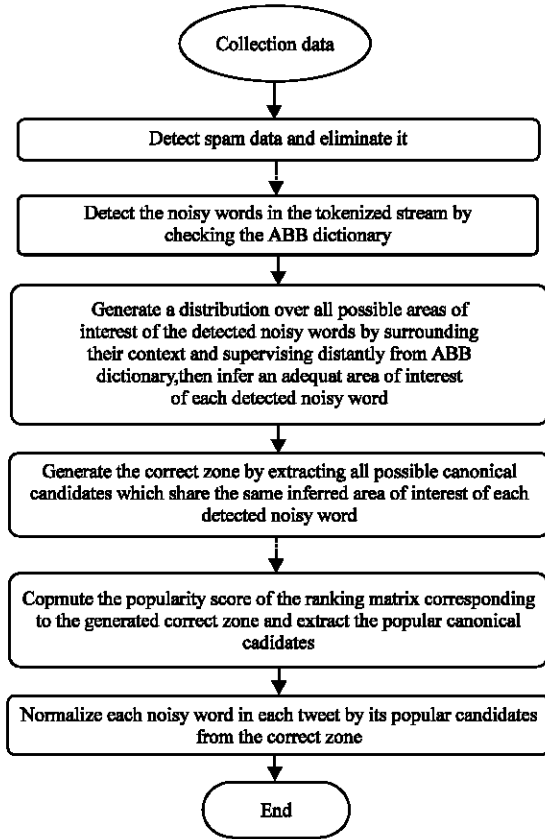 Collection data
Detect spam data and eliminate it
Detect the noisy words in the tokenized stream by
checking the ABB dictionary
Generate a distribution over all possible areas of
interest of the detected noisy words by surrounding
their context and supervising distantly from ABB
dictionary,then infer an adequat area of interest
of each detected noisy word
Generate the correct zone by extracting all possible canonical
candidates which share the same inferred area of interest of each
detected noisy word
Copmute the popularity score of the ranking matrix corresponding
to the generated correct zone and extract the popular canonical
cadidates
Normalize each noisy word in each tweet by its popular candidates
from the correct zone
End